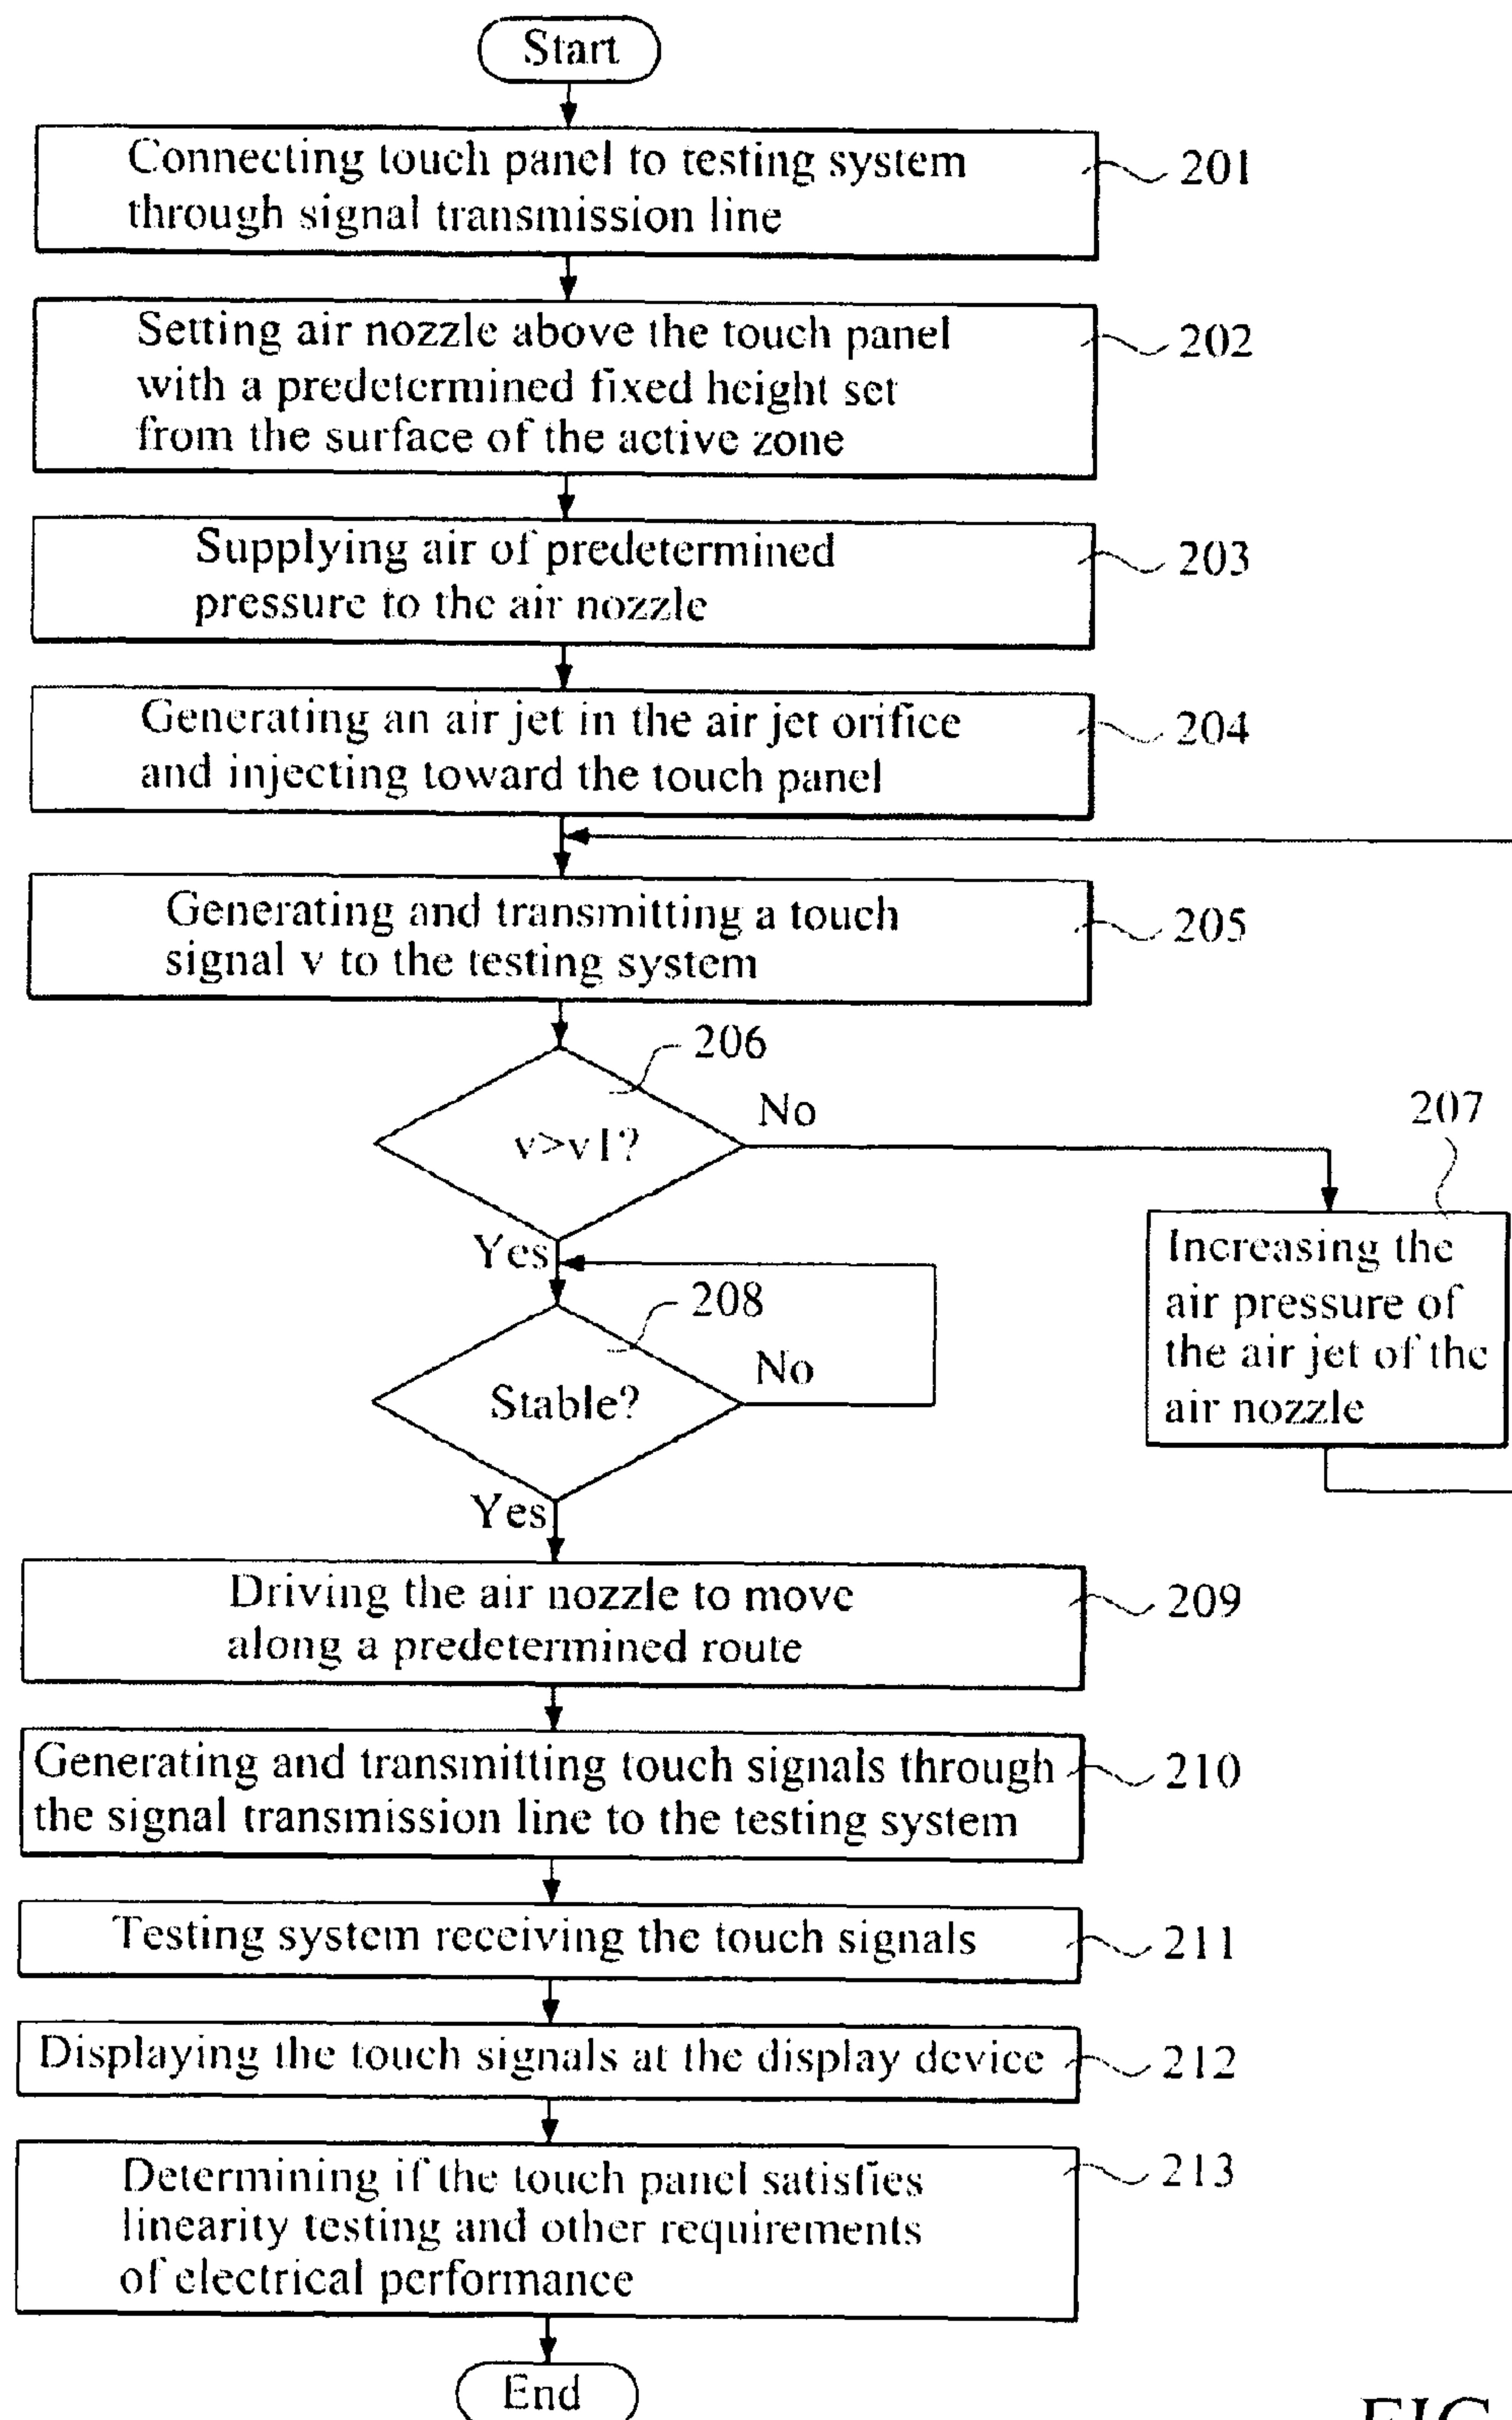 Start
Connecting touch panel to testing system
through signal transmission line
201
Setting air nozzle above the touch panel
with a predetermined fixed height set
from the surface of the active zone
202
Supplying air of predetermined
pressure to the air nozzle
203
Generating an air jet in the air jet orifice
and injecting toward the touch panel
204
Generating and transmitting a touch
signal v to the testing system
205
206
v>v1?
No
Yes
207
Increasing the
air pressure of
the air jet of the
air nozzle
208
Stable?
No
Yes
Driving the air nozzle to move
along a predetermined route
209
Generating and transmitting touch signals through
the signal transmission line to the testing system
210
Testing system receiving the touch signals
211
Displaying the touch signals at the display device
212
Determining if the touch panel satisfies
linearity testing and other requirements
of electrical performance
213
End
FIG